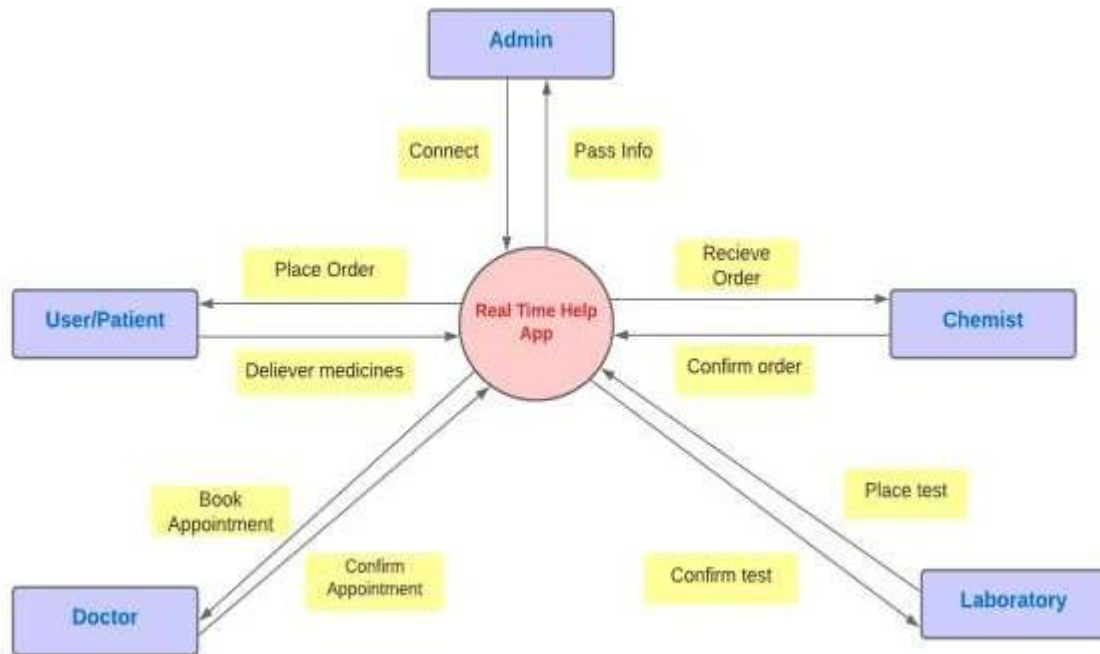 Admin
Connect
Pass Info
Place Order
Recieve
Order
User/Patient
Real Time Help
App
Chemist
Deliever medicines
Confirm order
Book
Appointment
Place test
Confirm
Appointment
Confirm test
Doctor
Laboratory